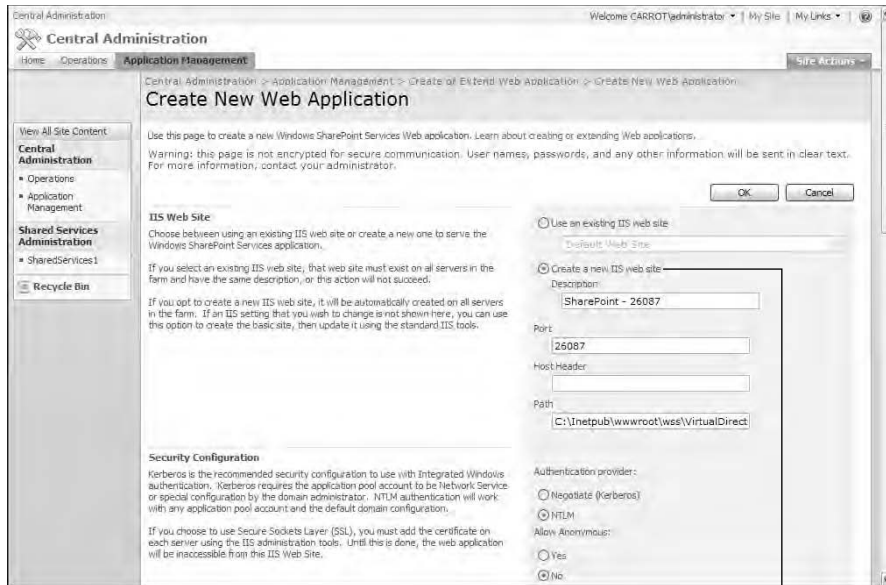 Central Administration
Welcome CARROT\administrator
My Site
My Links
Central Administration
Home
Operations
Application Management
Site Actions
Central Administration > Application Management > Create or Extend Web Application > Create New Web Application
Create New Web Application
View All Site Content
Central
Administration
Operations
Application
Management
Shared Services
Administration
SharedServices1
Recycle Bin
Use this page to create a new Windows SharePoint Services Web application. Learn about creating or extending Web applications.
Warning: this page is not encrypted for secure communication. User names, passwords, and any other information will be sent in clear text.
For more information, contact your administrator.
OK
Cancel
IIS Web Site
Choose between using an existing IIS web site or create a new one to serve the
Windows SharePoint Services application.
If you select an existing IIS web site, that web site must exist on all servers in the
farm and have the same description, or this action will not succeed.
If you opt to create a new IIS web site, it will be automatically created on all servers
in the farm. If an IIS setting that you wish to change is not shown here, you can use
this option to create the basic site, then update it using the standard IIS tools.
Use an existing IIS web site
Default Web Site
Create a new IIS web site
Description
SharePoint - 26087
Port
26087
Host Header
Path
C:\Inetpub\wwwroot\wss\VirtualDirect
Security Configuration
Kerberos is the recommended security configuration to use with Integrated Windows
authentication. Kerberos requires the application pool account to be Network Service
or special configuration by the domain administrator. NTLM authentication will work
with any application pool account and the default domain configuration.
If you choose to use Secure Sockets Layer (SSL), you must add the certificate on
each server using the IIS administration tools. Until this is done, the web application
will be inaccessible from this IIS Web Site.
Authentication provider:
Negotiate (Kerberos)
NTLM
Allow Anonymous:
Yes
No